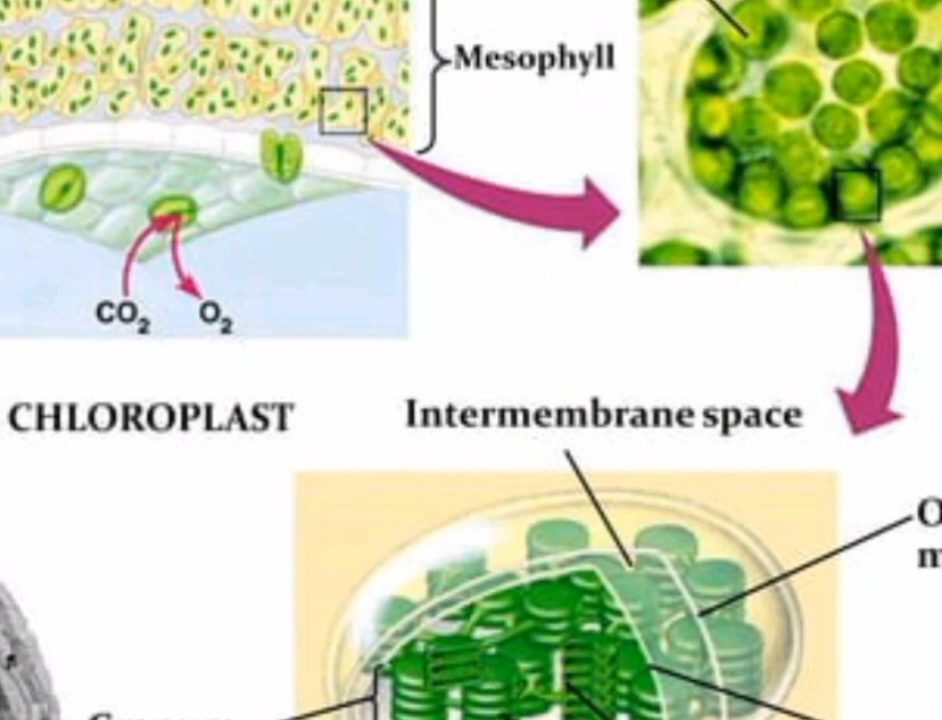 Mesophyll
CO₂
O₂
CHLOROPLAST
Intermembrane space